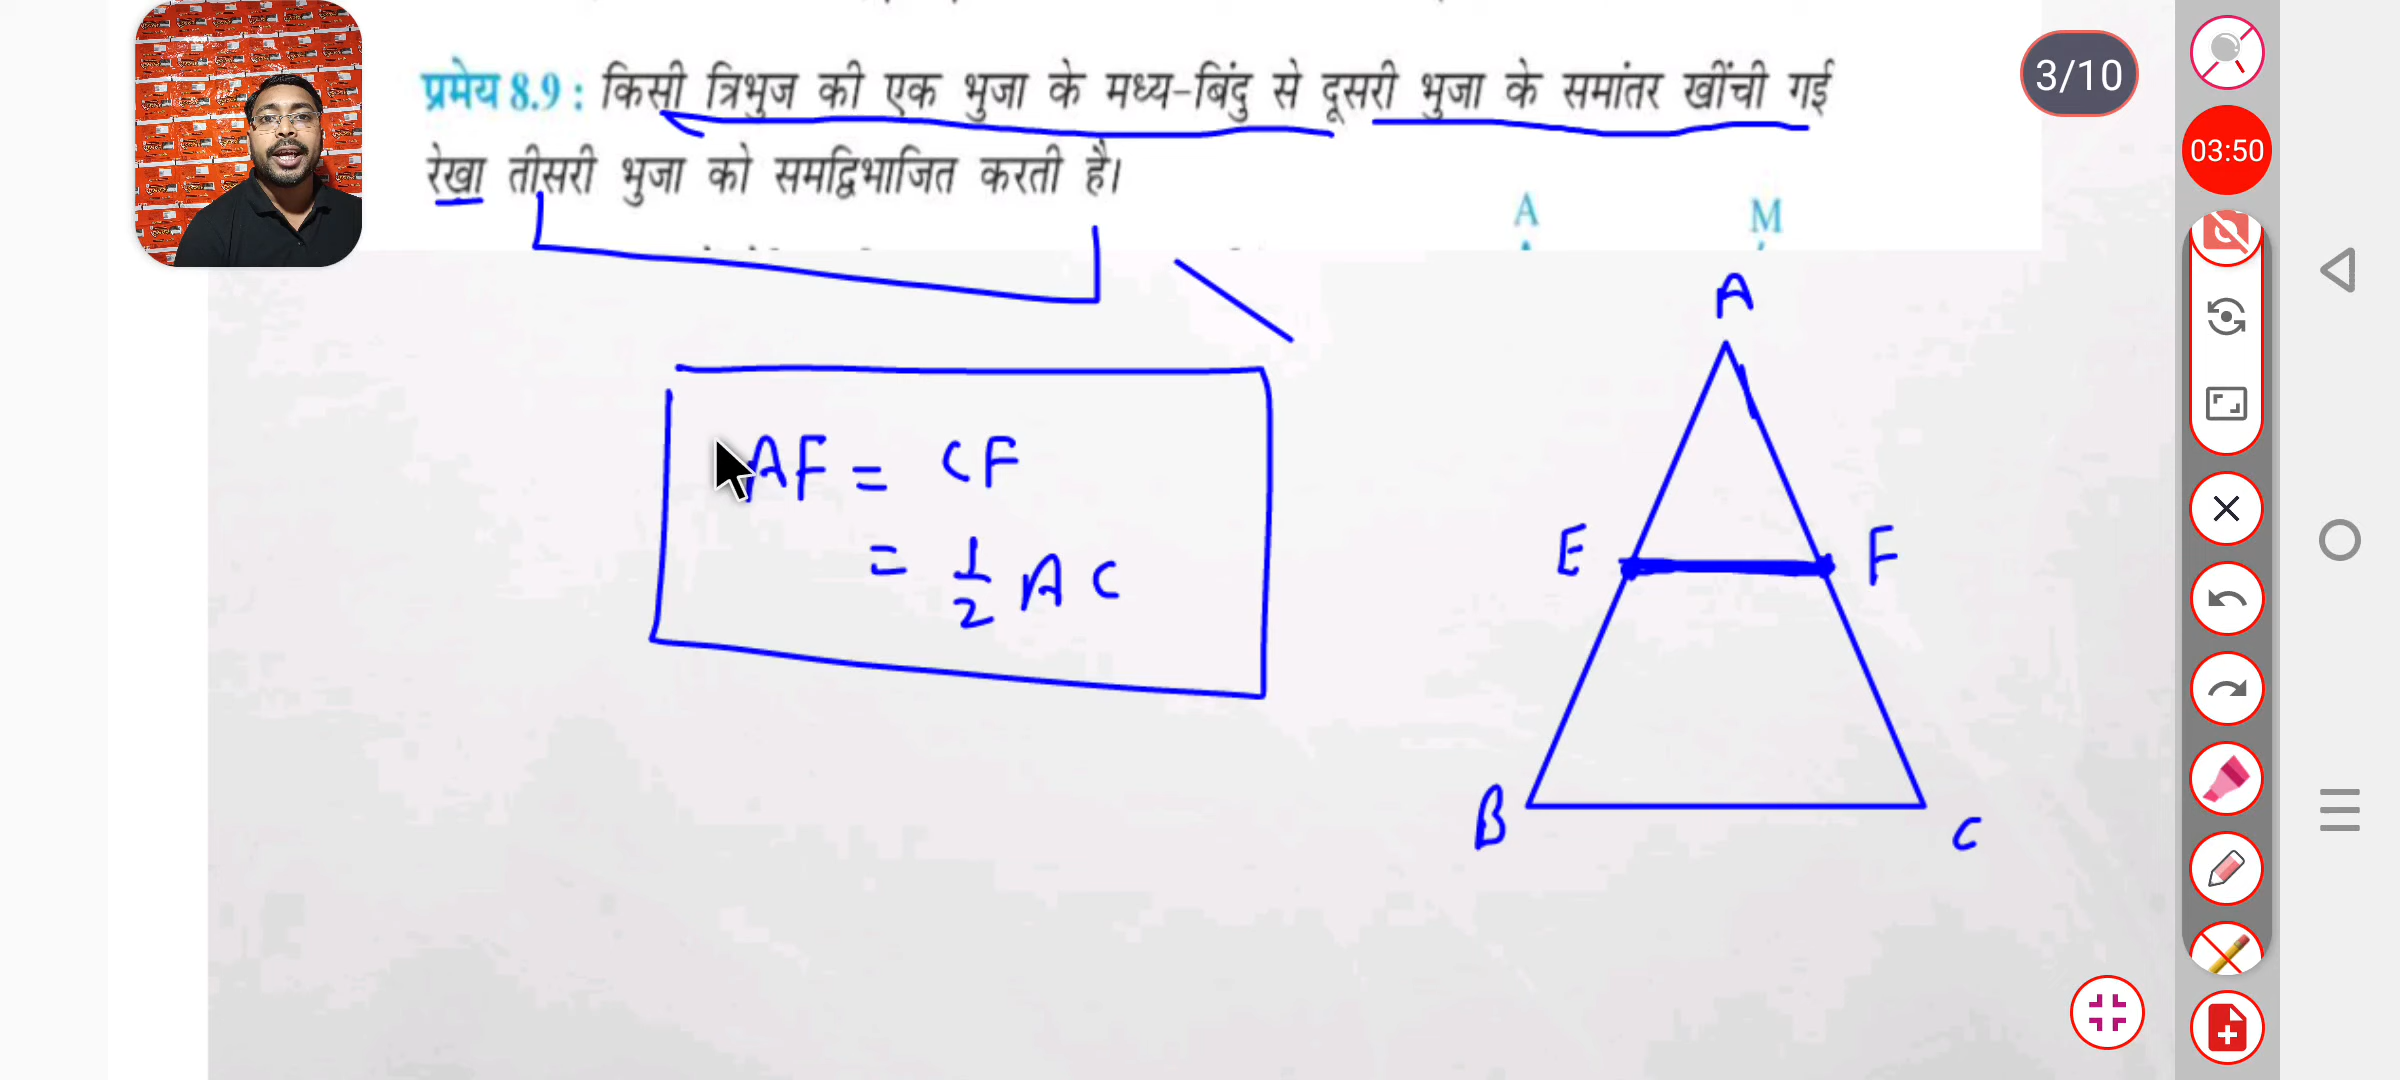 प्रमेय 8.9 : किसी त्रिभुज की एक भुजा के मध्य-बिंदु से दूसरी भुजा के समांतर खींची गई
रेखा तीसरी भुजा को समद्विभाजित करती है।
3/10
03:50
A
M
A
AF = CF
= 1/2 AC
E
F
B
C